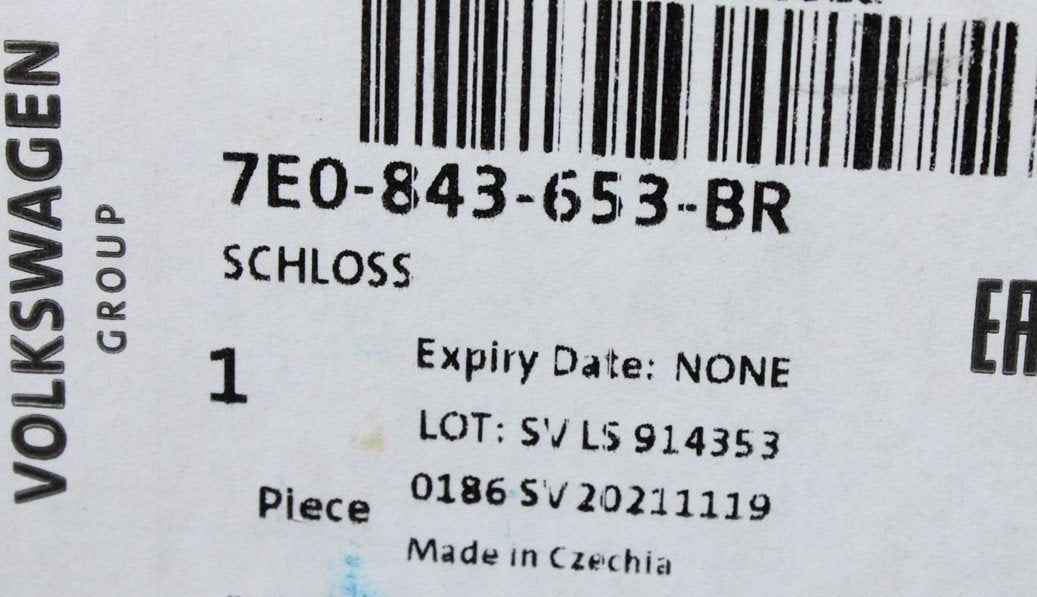 VOLKSWAGEN
GROUP
7E0-843-653-BR
SCHLOSS
1
Piece
Expiry Date: NONE
LOT: SV LS 914353
0186 SV 20211119
Made in Czechia